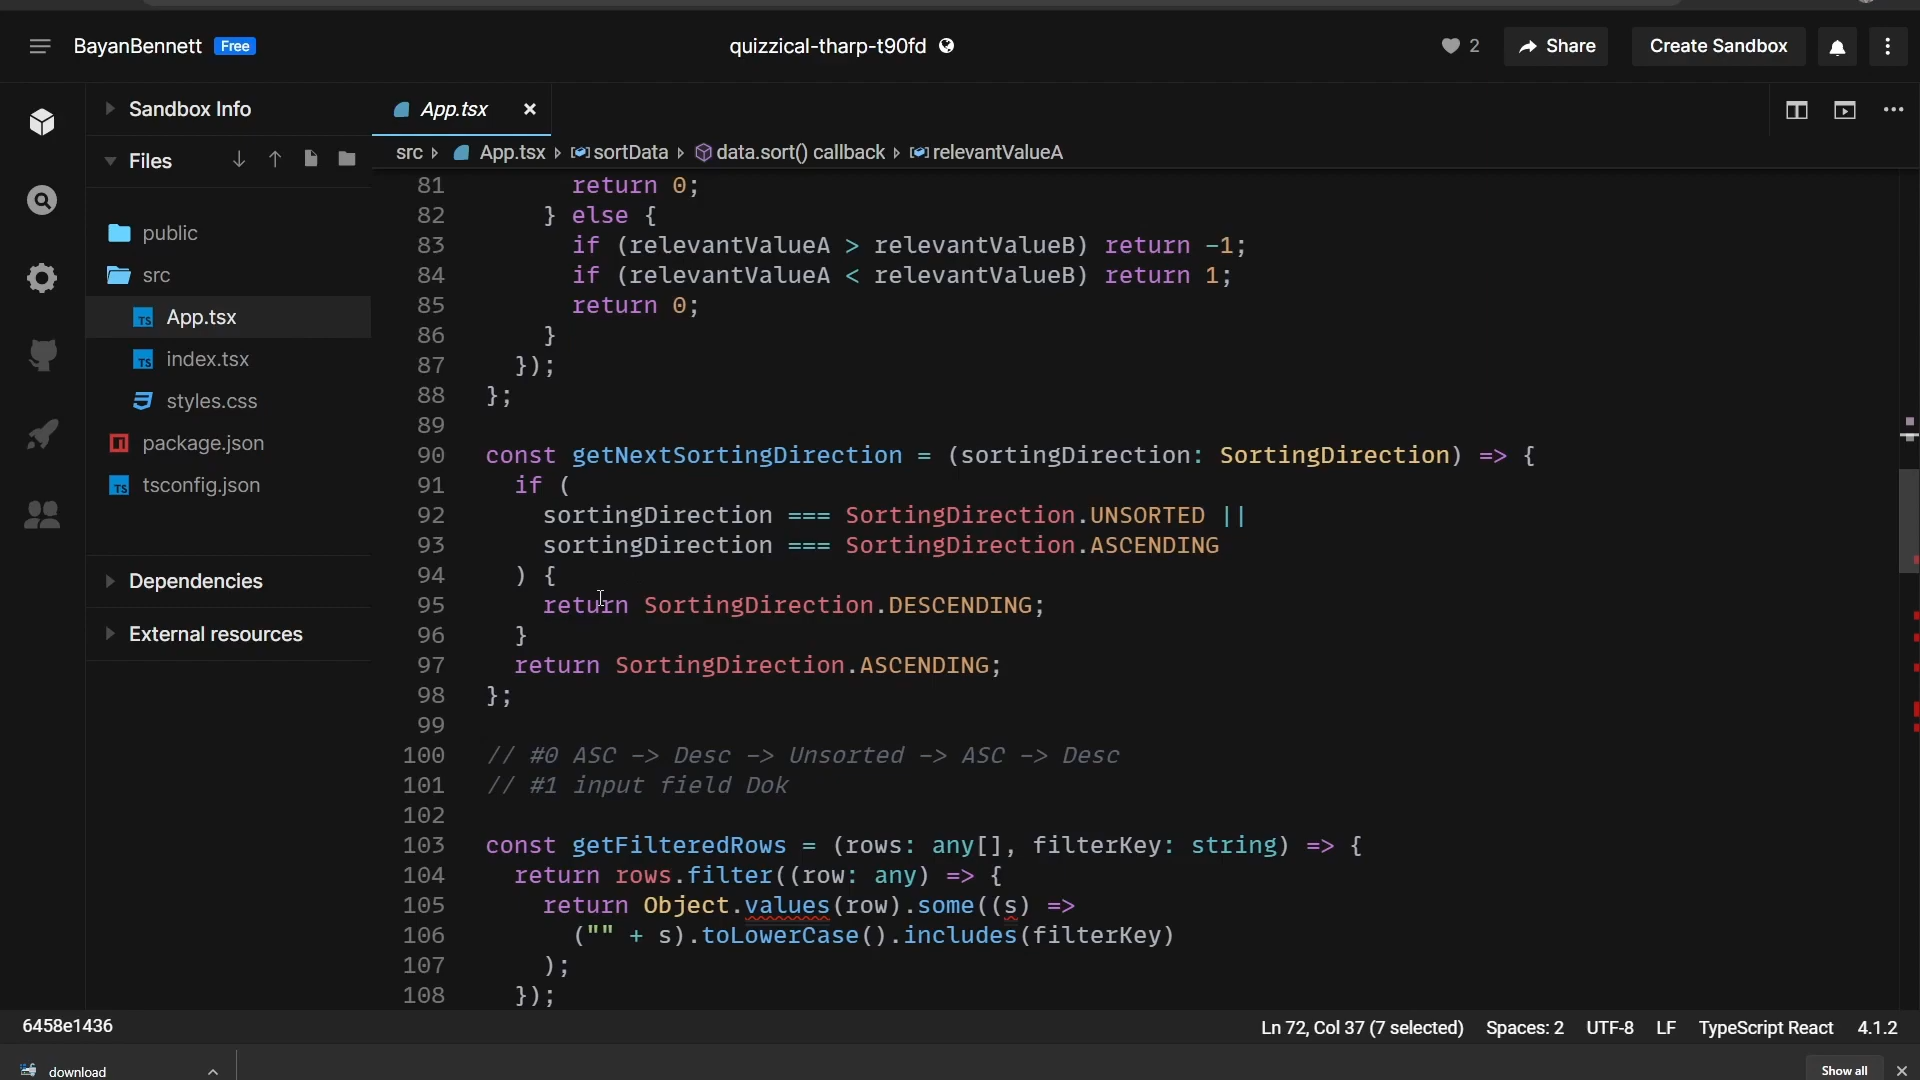 BayanBennett Free
quizzical-tharp-t90fd
2
Share
Create Sandbox
Sandbox Info
Files
public
src
App.tsx
index.tsx
styles.css
package.json
tsconfig.json
Dependencies
External resources
App.tsx
src App.tsx sortData data.sort() callback relevantValueA
81 return 0;
82 } else {
83 if (relevantValueA > relevantValueB) return -1;
84 if (relevantValueA < relevantValueB) return 1;
85 return 0;
86 }
87 });
88 };
89
90 const getNextSortingDirection = (sortingDirection: SortingDirection) => {
91 if (
92 sortingDirection === SortingDirection.UNSORTED ||
93 sortingDirection === SortingDirection.ASCENDING
94 ) {
95 return SortingDirection.DESCENDING;
96 }
97 return SortingDirection.ASCENDING;
98 };
99
100 // #0 ASC -> Desc -> Unsorted -> ASC -> Desc
101 // #1 input field Dok
102
103 const getFilteredRows = (rows: any[], filterKey: string) => {
104 return rows.filter((row: any) => {
105 return Object.values(row).some((s) =>
106 ("" + s).toLowerCase().includes(filterKey)
107 );
108 });
6458e1436
Ln 72, Col 37 (7 selected) Spaces: 2 UTF-8 LF TypeScript React 4.1.2
download
Show all